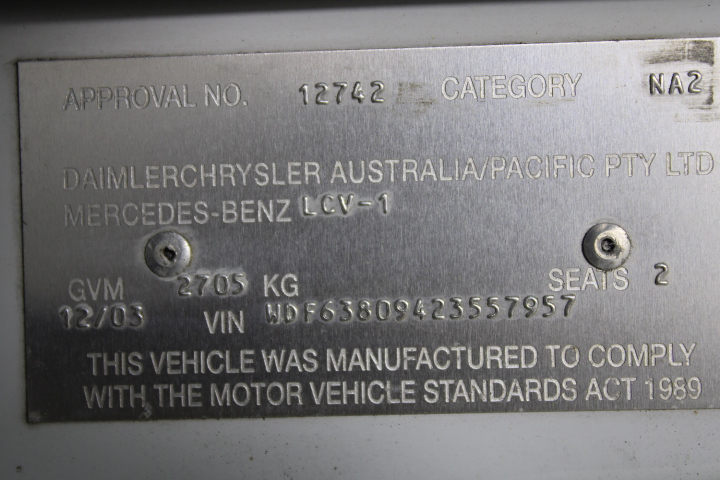 APPROVAL NO. 12742 CATEGORY NA2
DAIMLERCHRYSLER AUSTRALIA/PACIFIC PTY LTD
MERCEDES-BENZ LCV-1
GVM 2705 KG SEATS 2
12/03 VIN WDF63809423557957
THIS VEHICLE WAS MANUFACTURED TO COMPLY
WITH THE MOTOR VEHICLE STANDARDS ACT 1989